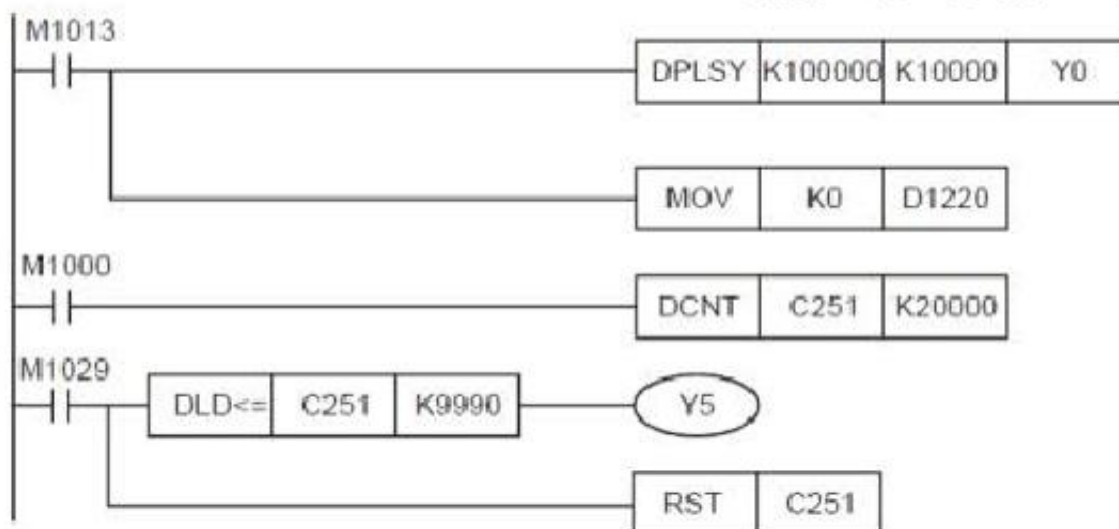 M1013
DPLSY K100000 K10000 Y0
MOV K0 D1220
M1000
DCNT C251 K20000
M1029
DLD<= C251 K9990 Y5
RST C251